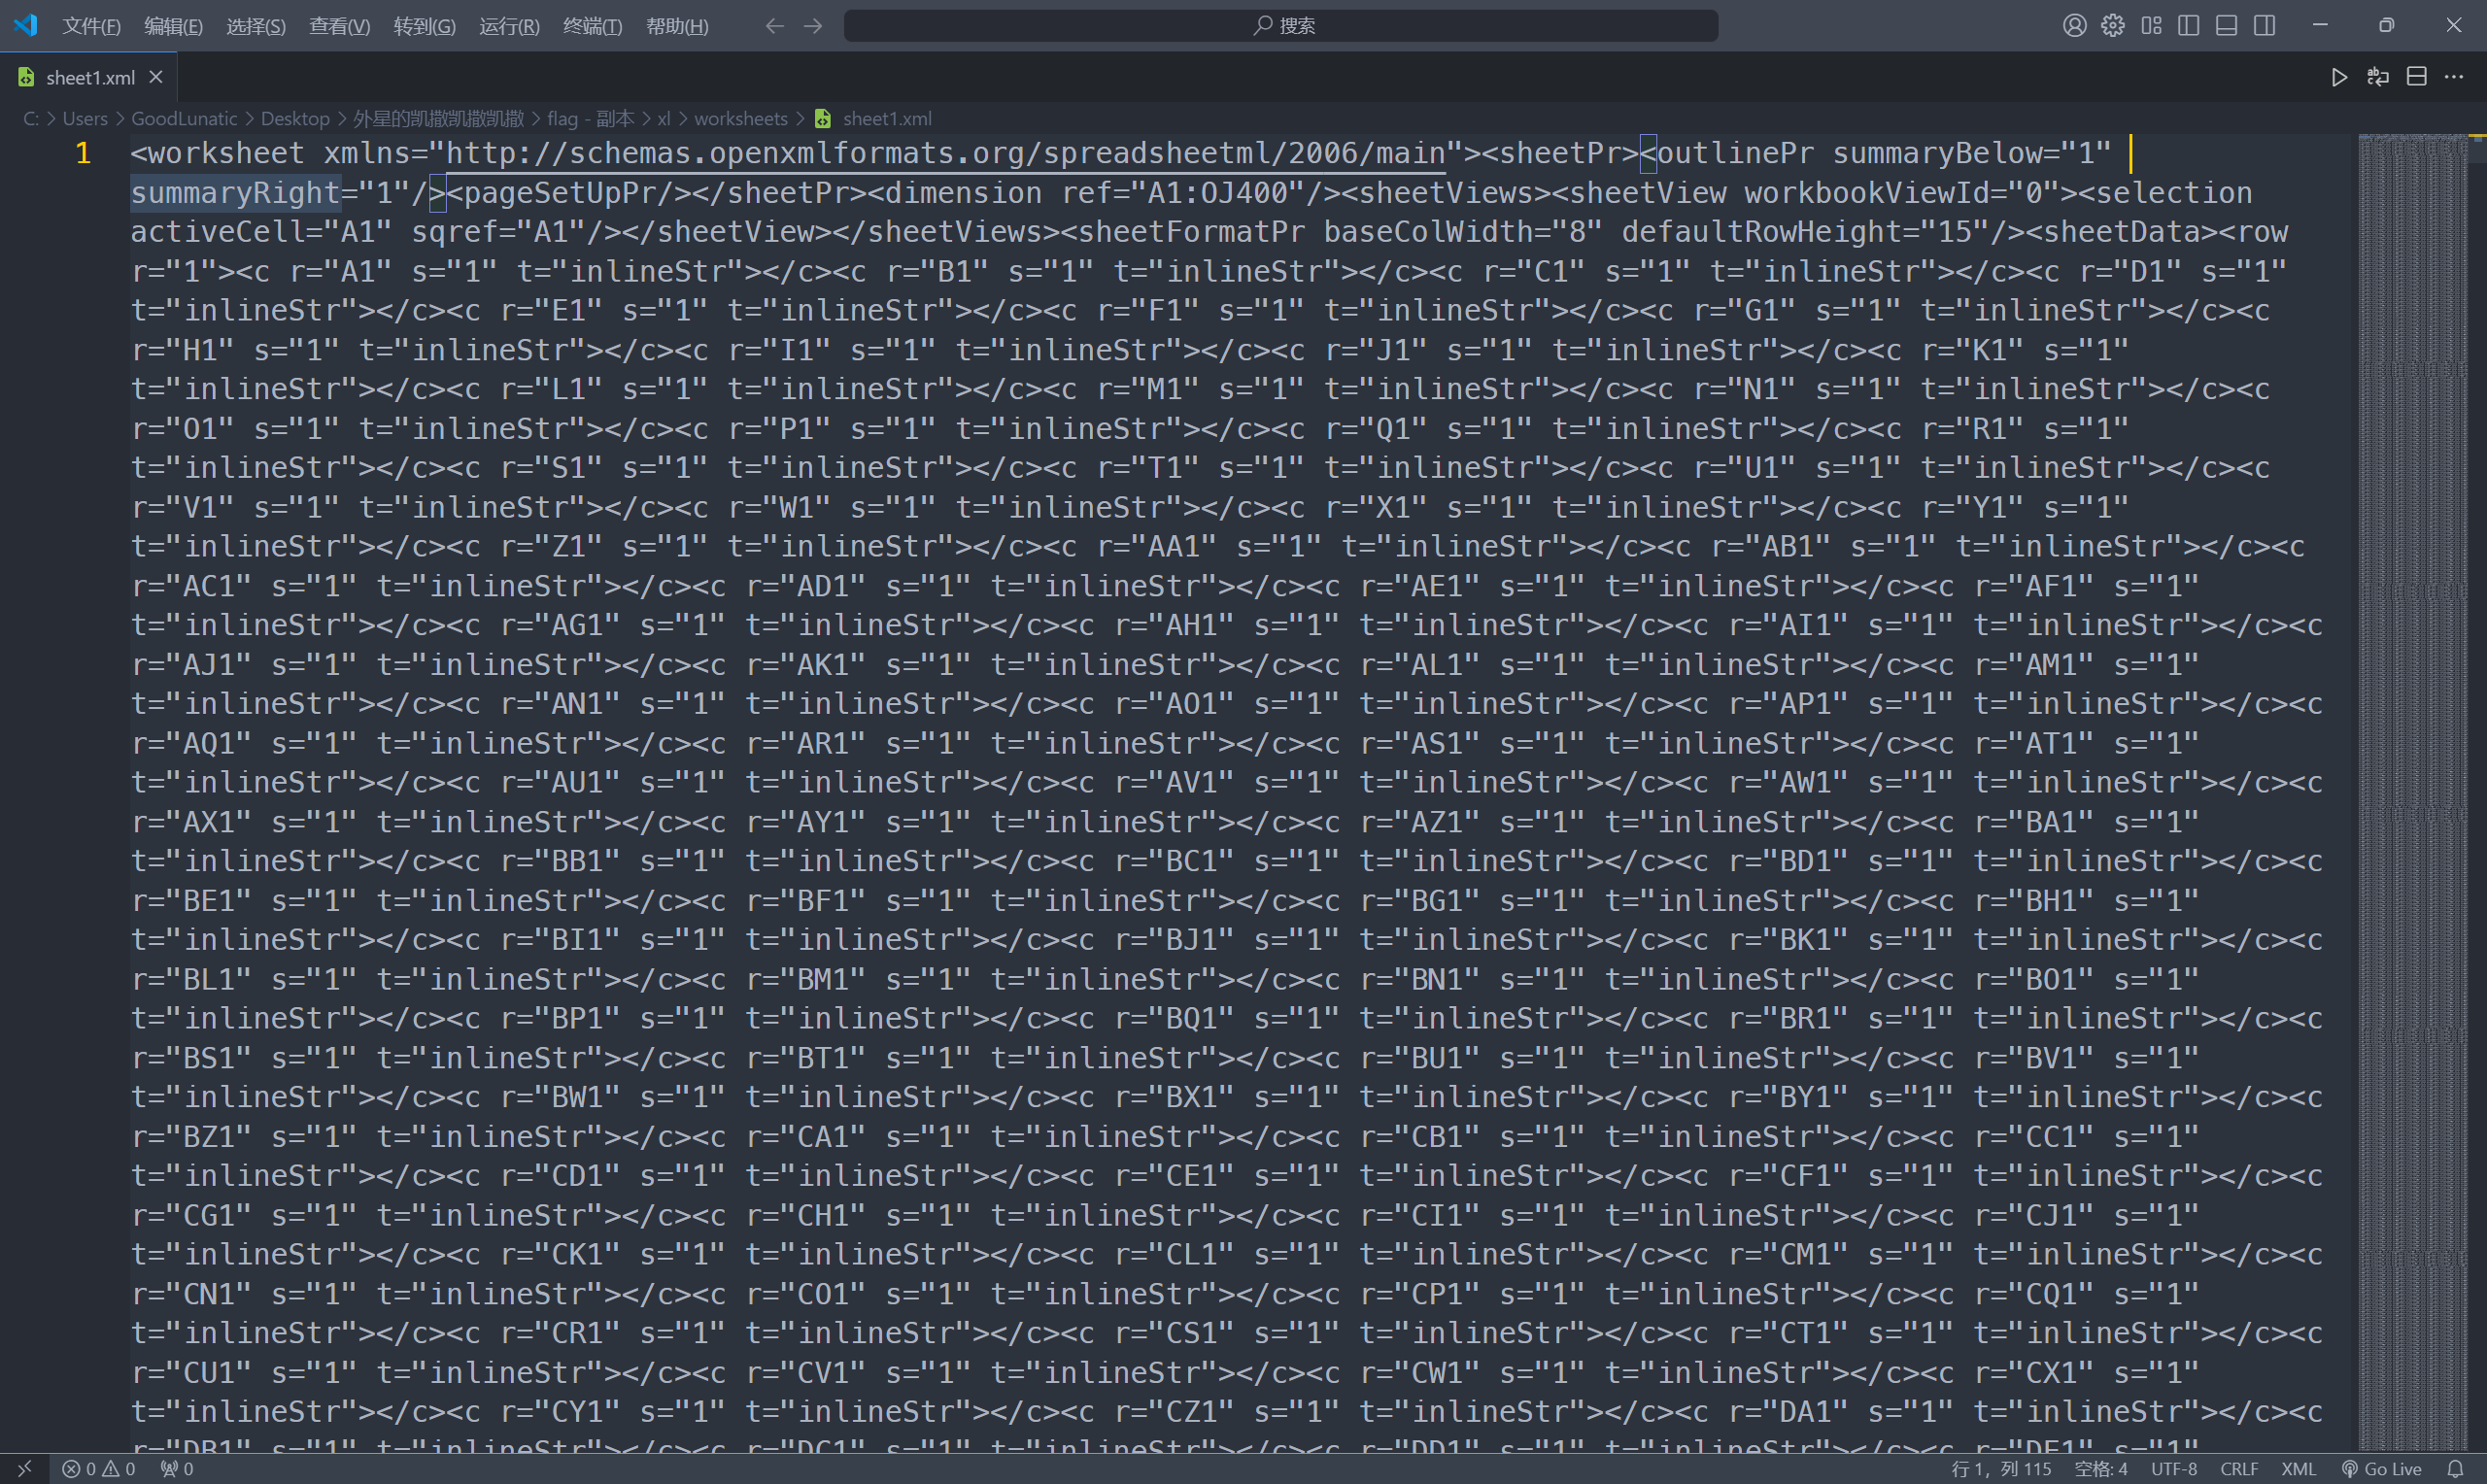 文件(F) 编辑(E) 选择(S) 查看(V) 转到(G) 运行(R) 终端(T) 帮助(H) 搜索
sheet1.xml
C: > Users > GoodLunatic > Desktop > 外星的凯撒凯撒凯撒 > flag - 副本 > xl > worksheets > sheet1.xml
1 <worksheet xmlns="http://schemas.openxmlformats.org/spreadsheetml/2006/main"><sheetPr><outlinePr summaryBelow="1"
summaryRight="1"/><pageSetUpPr/></sheetPr><dimension ref="A1:OJ400"/><sheetViews><sheetView workbookViewId="0"><selection
activeCell="A1" sqref="A1"/></sheetView></sheetViews><sheetFormatPr baseColWidth="8" defaultRowHeight="15"/><sheetData><row
r="1"><c r="A1" s="1" t="inlineStr"></c><c r="B1" s="1" t="inlineStr"></c><c r="C1" s="1" t="inlineStr"></c><c r="D1" s="1"
t="inlineStr"></c><c r="E1" s="1" t="inlineStr"></c><c r="F1" s="1" t="inlineStr"></c><c r="G1" s="1" t="inlineStr"></c><c
r="H1" s="1" t="inlineStr"></c><c r="I1" s="1" t="inlineStr"></c><c r="J1" s="1" t="inlineStr"></c><c r="K1" s="1"
t="inlineStr"></c><c r="L1" s="1" t="inlineStr"></c><c r="M1" s="1" t="inlineStr"></c><c r="N1" s="1" t="inlineStr"></c><c
r="O1" s="1" t="inlineStr"></c><c r="P1" s="1" t="inlineStr"></c><c r="Q1" s="1" t="inlineStr"></c><c r="R1" s="1"
t="inlineStr"></c><c r="S1" s="1" t="inlineStr"></c><c r="T1" s="1" t="inlineStr"></c><c r="U1" s="1" t="inlineStr"></c><c
r="V1" s="1" t="inlineStr"></c><c r="W1" s="1" t="inlineStr"></c><c r="X1" s="1" t="inlineStr"></c><c r="Y1" s="1"
t="inlineStr"></c><c r="Z1" s="1" t="inlineStr"></c><c r="AA1" s="1" t="inlineStr"></c><c r="AB1" s="1" t="inlineStr"></c><c
r="AC1" s="1" t="inlineStr"></c><c r="AD1" s="1" t="inlineStr"></c><c r="AE1" s="1" t="inlineStr"></c><c r="AF1" s="1"
t="inlineStr"></c><c r="AG1" s="1" t="inlineStr"></c><c r="AH1" s="1" t="inlineStr"></c><c r="AI1" s="1" t="inlineStr"></c><c
r="AJ1" s="1" t="inlineStr"></c><c r="AK1" s="1" t="inlineStr"></c><c r="AL1" s="1" t="inlineStr"></c><c r="AM1" s="1"
t="inlineStr"></c><c r="AN1" s="1" t="inlineStr"></c><c r="AO1" s="1" t="inlineStr"></c><c r="AP1" s="1" t="inlineStr"></c><c
r="AQ1" s="1" t="inlineStr"></c><c r="AR1" s="1" t="inlineStr"></c><c r="AS1" s="1" t="inlineStr"></c><c r="AT1" s="1"
t="inlineStr"></c><c r="AU1" s="1" t="inlineStr"></c><c r="AV1" s="1" t="inlineStr"></c><c r="AW1" s="1" t="inlineStr"></c><c
r="AX1" s="1" t="inlineStr"></c><c r="AY1" s="1" t="inlineStr"></c><c r="AZ1" s="1" t="inlineStr"></c><c r="BA1" s="1"
t="inlineStr"></c><c r="BB1" s="1" t="inlineStr"></c><c r="BC1" s="1" t="inlineStr"></c><c r="BD1" s="1" t="inlineStr"></c><c
r="BE1" s="1" t="inlineStr"></c><c r="BF1" s="1" t="inlineStr"></c><c r="BG1" s="1" t="inlineStr"></c><c r="BH1" s="1"
t="inlineStr"></c><c r="BI1" s="1" t="inlineStr"></c><c r="BJ1" s="1" t="inlineStr"></c><c r="BK1" s="1" t="inlineStr"></c><c
r="BL1" s="1" t="inlineStr"></c><c r="BM1" s="1" t="inlineStr"></c><c r="BN1" s="1" t="inlineStr"></c><c r="BO1" s="1"
t="inlineStr"></c><c r="BP1" s="1" t="inlineStr"></c><c r="BQ1" s="1" t="inlineStr"></c><c r="BR1" s="1" t="inlineStr"></c><c
r="BS1" s="1" t="inlineStr"></c><c r="BT1" s="1" t="inlineStr"></c><c r="BU1" s="1" t="inlineStr"></c><c r="BV1" s="1"
t="inlineStr"></c><c r="BW1" s="1" t="inlineStr"></c><c r="BX1" s="1" t="inlineStr"></c><c r="BY1" s="1" t="inlineStr"></c><c
r="BZ1" s="1" t="inlineStr"></c><c r="CA1" s="1" t="inlineStr"></c><c r="CB1" s="1" t="inlineStr"></c><c r="CC1" s="1"
t="inlineStr"></c><c r="CD1" s="1" t="inlineStr"></c><c r="CE1" s="1" t="inlineStr"></c><c r="CF1" s="1" t="inlineStr"></c><c
r="CG1" s="1" t="inlineStr"></c><c r="CH1" s="1" t="inlineStr"></c><c r="CI1" s="1" t="inlineStr"></c><c r="CJ1" s="1"
t="inlineStr"></c><c r="CK1" s="1" t="inlineStr"></c><c r="CL1" s="1" t="inlineStr"></c><c r="CM1" s="1" t="inlineStr"></c><c
r="CN1" s="1" t="inlineStr"></c><c r="CO1" s="1" t="inlineStr"></c><c r="CP1" s="1" t="inlineStr"></c><c r="CQ1" s="1"
t="inlineStr"></c><c r="CR1" s="1" t="inlineStr"></c><c r="CS1" s="1" t="inlineStr"></c><c r="CT1" s="1" t="inlineStr"></c><c
r="CU1" s="1" t="inlineStr"></c><c r="CV1" s="1" t="inlineStr"></c><c r="CW1" s="1" t="inlineStr"></c><c r="CX1" s="1"
t="inlineStr"></c><c r="CY1" s="1" t="inlineStr"></c><c r="CZ1" s="1" t="inlineStr"></c><c r="DA1" s="1" t="inlineStr"></c><c
r="DB1" s="1" t="inlineStr"></c><c r="DC1" s="1" t="inlineStr"></c><c r="DD1" s="1" t="inlineStr"></c><c r="DE1" s="1"
0 0 0 行 1，列 115 空格: 4 UTF-8 CRLF XML Go Live